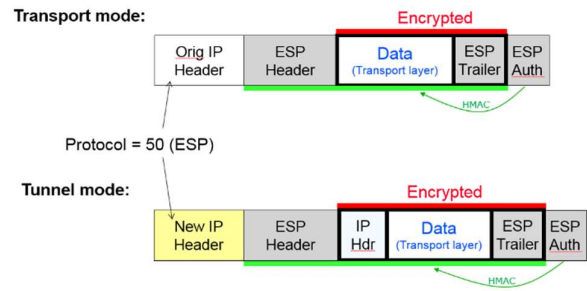 Transport mode:
Encrypted
Orig IP
Header
ESP
Header
Data
(Transport layer)
ESP
Trailer
ESP
Auth
HMAC
Protocol = 50 (ESP)
Tunnel mode:
Encrypted
New IP
Header
ESP
Header
IP
Hdr
Data
(Transport layer)
ESP
Trailer
ESP
Auth
HMAC